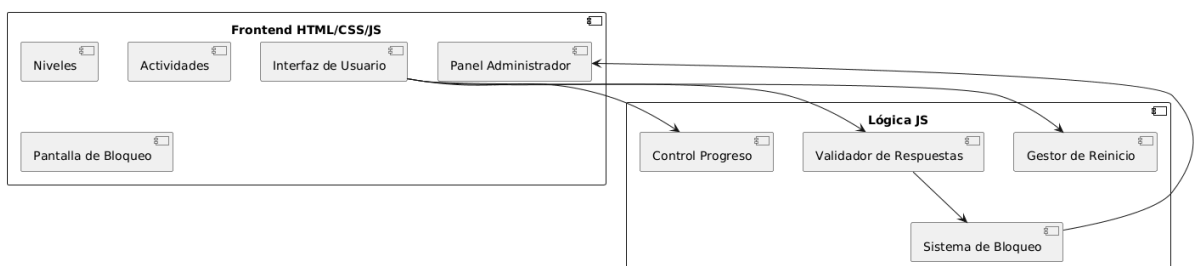 Frontend HTML/CSS/JS
Niveles
Actividades
Interfaz de Usuario
Panel Administrador
Pantalla de Bloqueo
Lógica JS
Control Progreso
Validador de Respuestas
Gestor de Reinicio
Sistema de Bloqueo